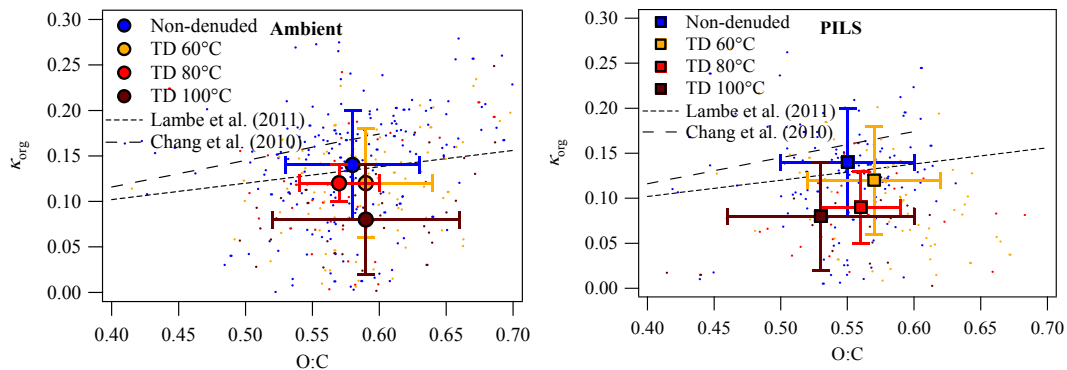 Ambient
Non-denuded
TD 60°C
TD 80°C
TD 100°C
Lambe et al. (2011)
Chang et al. (2010)
κorg
0.30
0.25
0.20
0.15
0.10
0.05
0.00
0.40
0.45
0.50
0.55
0.60
0.65
0.70
O:C
PILS
Non-denuded
TD 60°C
TD 80°C
TD 100°C
Lambe et al. (2011)
Chang et al. (2010)
κorg
0.30
0.25
0.20
0.15
0.10
0.05
0.00
0.40
0.45
0.50
0.55
0.60
0.65
0.70
O:C